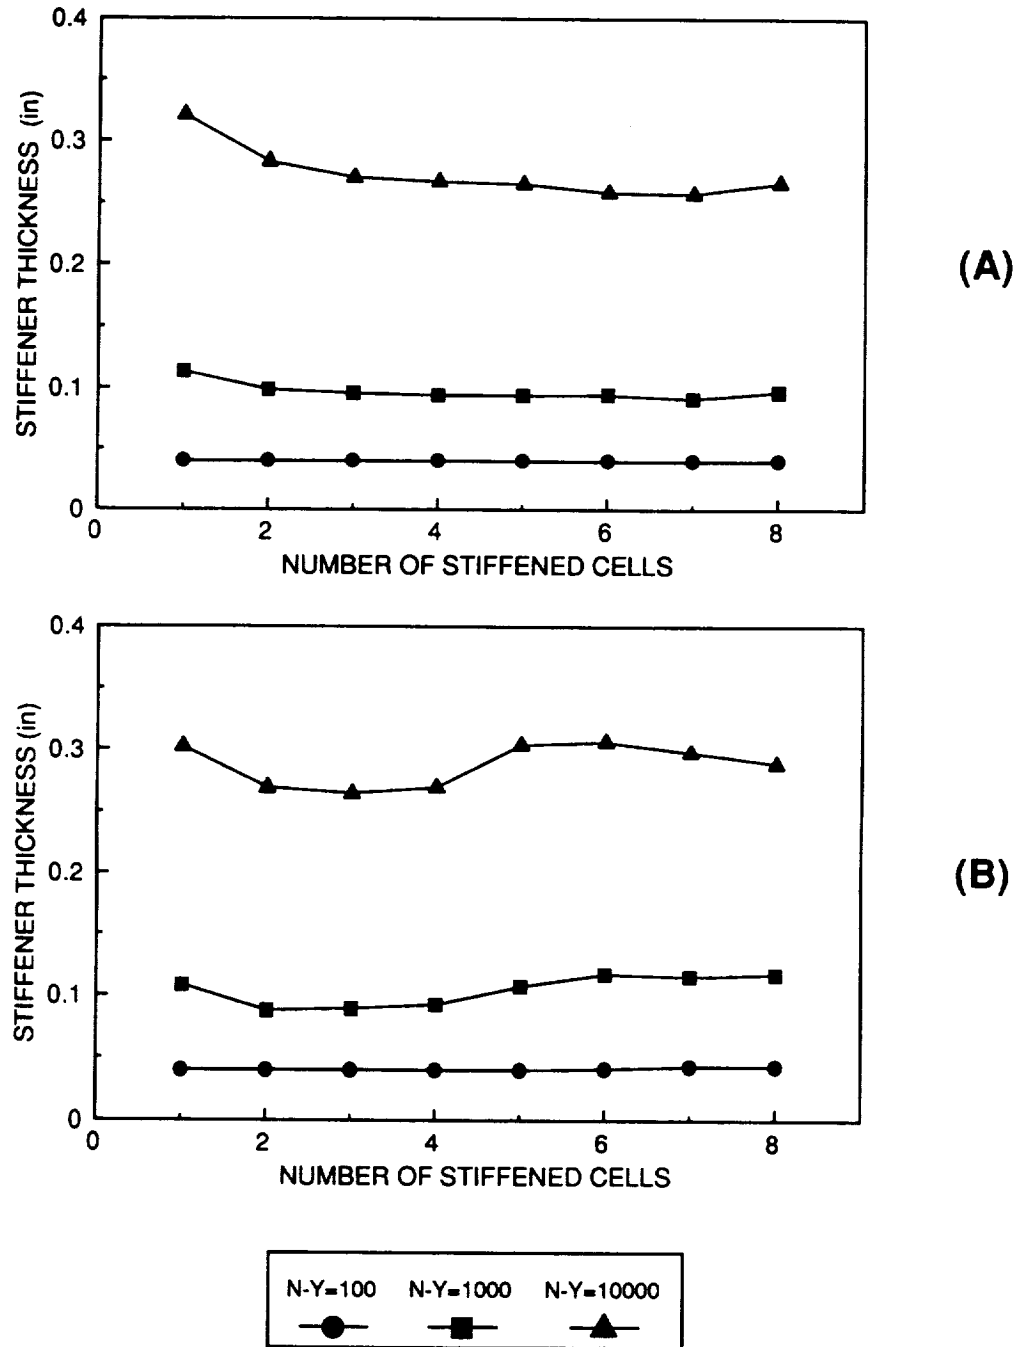 0.4
0.3
0.2
0.1
0
STIFFENER THICKNESS (in)
0 2 4 6 8
NUMBER OF STIFFENED CELLS
(A)
0.4
0.3
0.2
0.1
0
STIFFENER THICKNESS (in)
0 2 4 6 8
NUMBER OF STIFFENED CELLS
(B)
N-Y=100 N-Y=1000 N-Y=10000